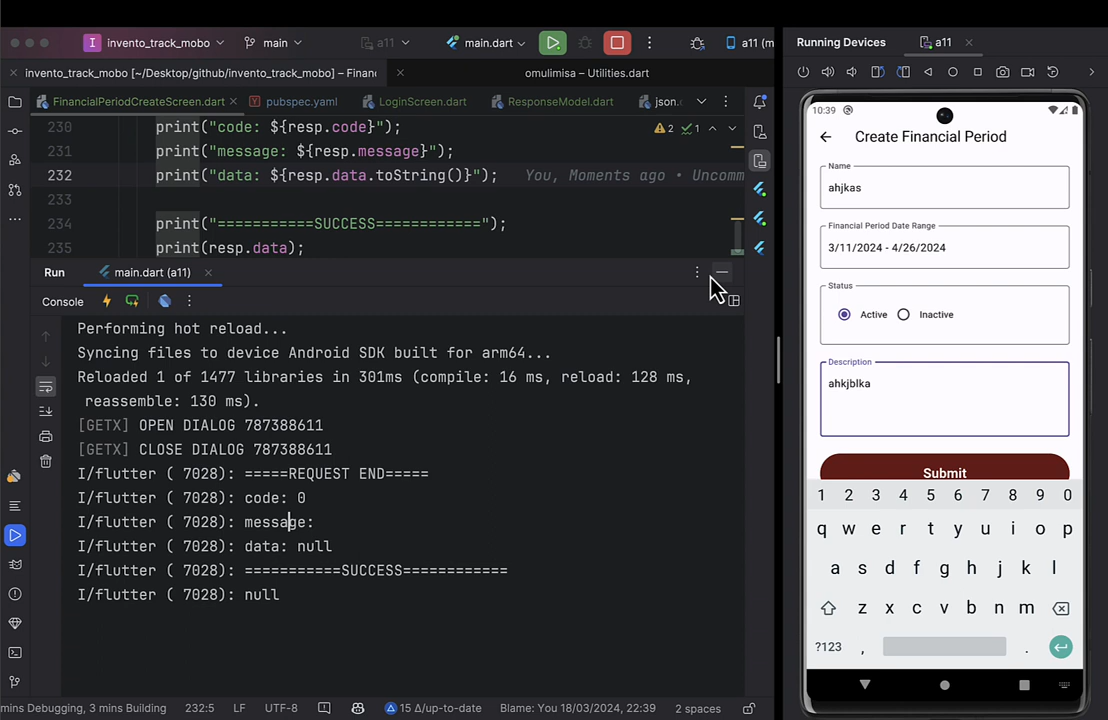 invento_track_mobo
main
a11
main.dart
a11 (m
invento_track_mobo [~/Desktop/github/invento_track_mobo] – Financ
omulimisa – Utilities.dart
FinancialPeriodCreateScreen.dart
pubspec.yaml
LoginScreen.dart
ResponseModel.dart
json.
230 print("code: ${resp.code}");
2 1
231 print("message: ${resp.message}");
232 print("data: ${resp.data.toString()}"); You, Moments ago • Uncomm
233
234 print("===========SUCCESS============");
235 print(resp.data);
Run
main.dart (a11)
Console
Performing hot reload...
Syncing files to device Android SDK built for arm64...
Reloaded 1 of 1477 libraries in 301ms (compile: 16 ms, reload: 128 ms,
reassemble: 130 ms).
[GETX] OPEN DIALOG 787388611
[GETX] CLOSE DIALOG 787388611
I/flutter ( 7028): =====REQUEST END=====
I/flutter ( 7028): code: 0
I/flutter ( 7028): message:
I/flutter ( 7028): data: null
I/flutter ( 7028): ===========SUCCESS============
I/flutter ( 7028): null
mins Debugging, 3 mins Building
232:5
LF
UTF-8
15 Δ/up-to-date
Blame: You 18/03/2024, 22:39
2 spaces
Running Devices
a11
10:39
Create Financial Period
Name
ahjkas
Financial Period Date Range
3/11/2024 - 4/26/2024
Status
Active
Inactive
Description
ahkjblka
Submit
1 2 3 4 5 6 7 8 9 0
q w e r t y u i o p
a s d f g h j k l
z x c v b n m
?123 , .